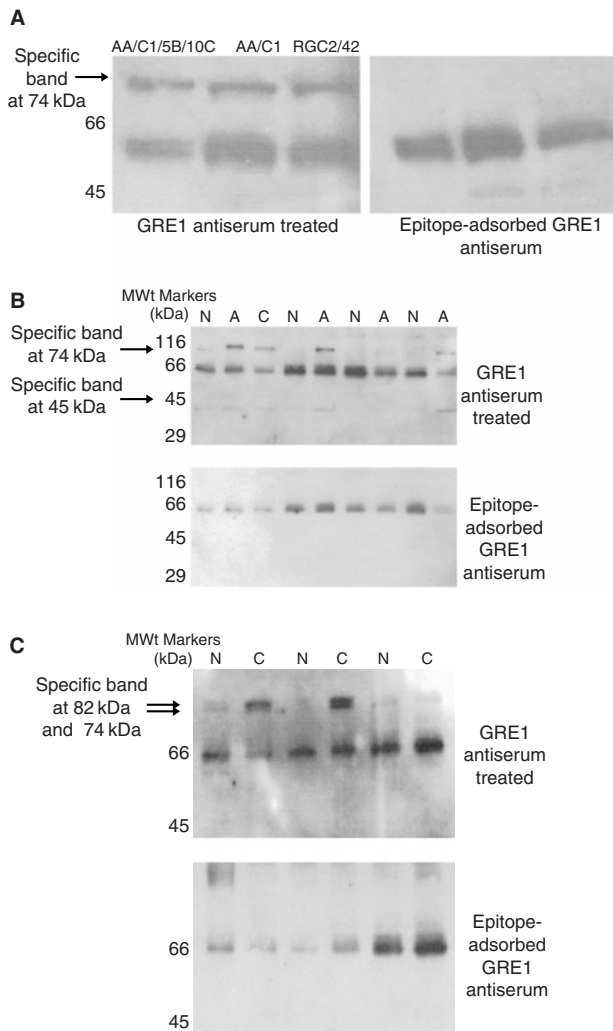 A
AA/C1/5B/10C AA/C1 RGC2/42
Specific
band
at 74 kDa
66
45
GRE1 antiserum treated
Epitope-adsorbed GRE1
antiserum
B
MWt Markers
(kDa)
N A C N A N A N A
Specific band
at 74 kDa
Specific band
at 45 kDa
116
66
45
29
GRE1
antiserum
treated
116
66
45
29
Epitope-
adsorbed
GRE1
antiserum
C
MWt Markers
(kDa)
N C N C N C
Specific band
at 82 kDa
and 74 kDa
66
45
GRE1
antiserum
treated
66
45
Epitope-
adsorbed
GRE1
antiserum